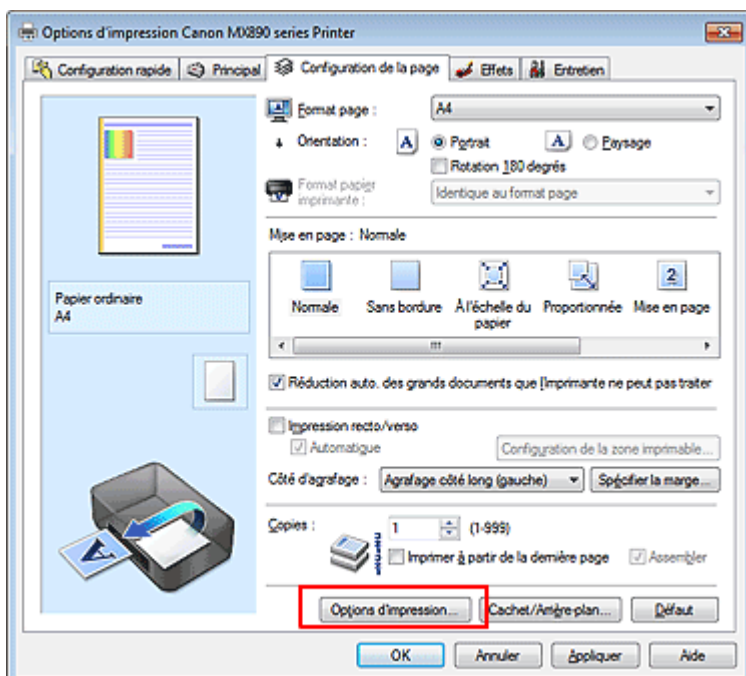 Options d'impression Canon MX890 series Printer
Configuration rapide Principal Configuration de la page Effets Entretien
Format page : A4
Orientation : A Portrait A Paysage
Rotation 180 degrés
Format papier
imprimante : Identique au format page
Mise en page : Normale
2
Normale Sans bordure À l'échelle du
papier Proportionnée Mise en page
Papier ordinaire
A4
Réduction auto. des grands documents que l'imprimante ne peut pas traiter
Impression recto/verso
Automatique Configuration de la zone imprimable...
Côté d'agrafage : Agrafage côté long (gauche) Spécifier la marge...
Copies : 1 (1-999)
Imprimer à partir de la dernière page Assembler
A
Options d'impression... Cachet/Arrière-plan... Défaut
OK Annuler Appliquer Aide